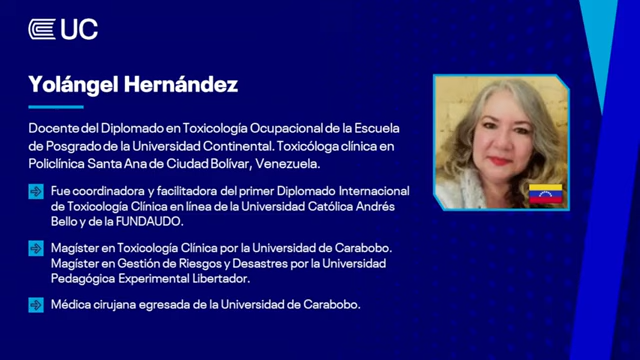 UC
Yolángel Hernández
Docente del Diplomado en Toxicología Ocupacional de la Escuela
de Posgrado de la Universidad Continental. Toxicóloga clínica en
Policlínica Santa Ana de Ciudad Bolívar, Venezuela.
Fue coordinadora y facilitadora del primer Diplomado Internacional
de Toxicología Clínica en línea de la Universidad Católica Andrés
Bello y de la FUNDAUDO.
Magíster en Toxicología Clínica por la Universidad de Carabobo.
Magíster en Gestión de Riesgos y Desastres por la Universidad
Pedagógica Experimental Libertador.
Médica cirujana egresada de la Universidad de Carabobo.